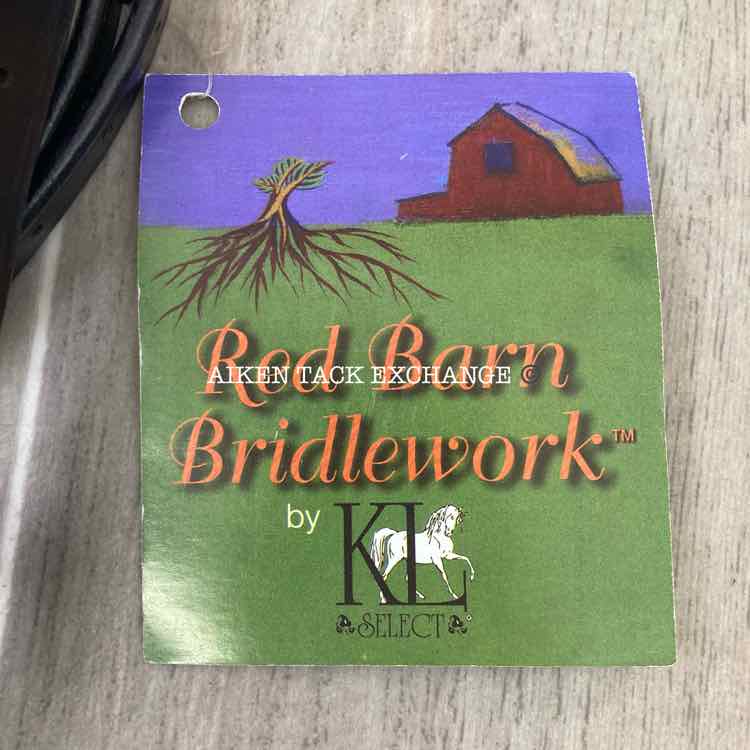 Red Barn
AIKEN TACK EXCHANGE ©
Bridlework™
by KL
SELECT